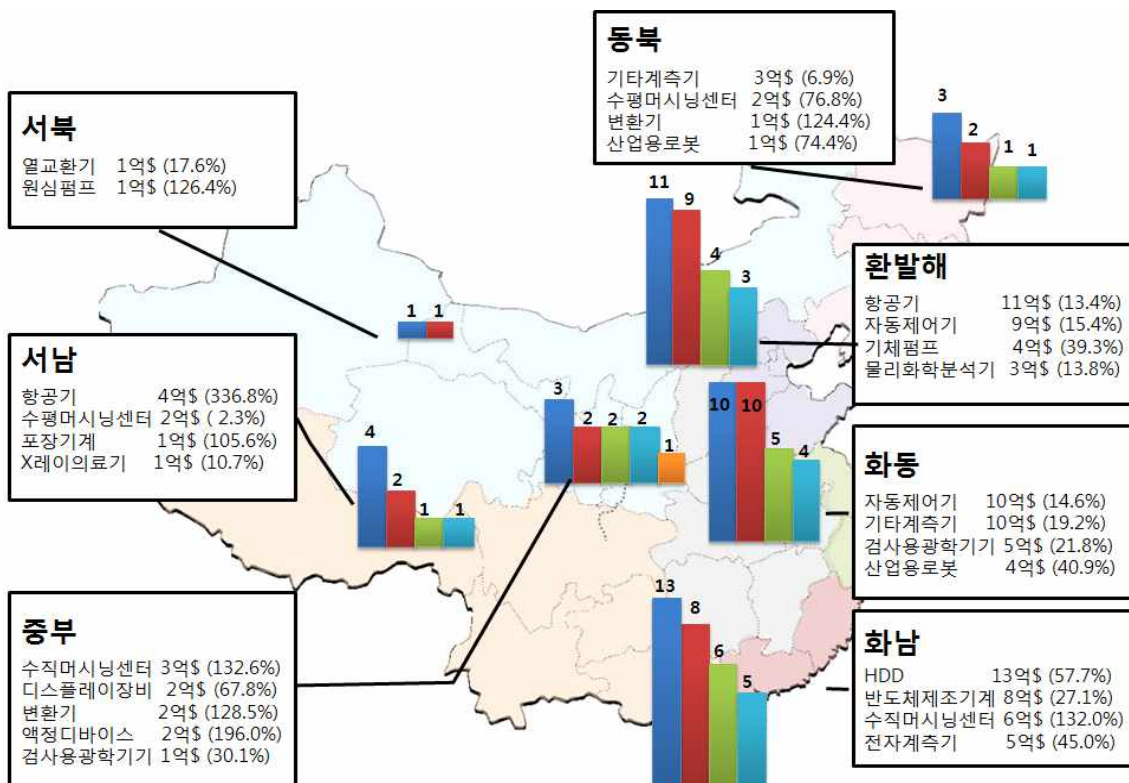 동북
기타계측기 3억$ (6.9%)
수평머시닝센터 2억$ (76.8%)
변환기 1억$ (124.4%)
산업용로봇 1억$ (74.4%)
3
2
1
1
서북
열교환기 1억$ (17.6%)
원심펌프 1억$ (126.4%)
1 1
11
9
4
3
환발해
항공기 11억$ (13.4%)
자동제어기 9억$ (15.4%)
기체펌프 4억$ (39.3%)
물리화학분석기 3억$ (13.8%)
서남
항공기 4억$ (336.8%)
수평머시닝센터 2억$ ( 2.3%)
포장기계 1억$ (105.6%)
X레이의료기 1억$ (10.7%)
4
2
1
1
3
2
2
2
1
10
10
5
4
화동
자동제어기 10억$ (14.6%)
기타계측기 10억$ (19.2%)
검사용광학기기 5억$ (21.8%)
산업용로봇 4억$ (40.9%)
중부
수직머시닝센터 3억$ (132.6%)
디스플레이장비 2억$ (67.8%)
변환기 2억$ (128.5%)
액정디바이스 2억$ (196.0%)
검사용광학기기 1억$ (30.1%)
13
8
6
5
화남
HDD 13억$ (57.7%)
반도체제조기계 8억$ (27.1%)
수직머시닝센터 6억$ (132.0%)
전자계측기 5억$ (45.0%)